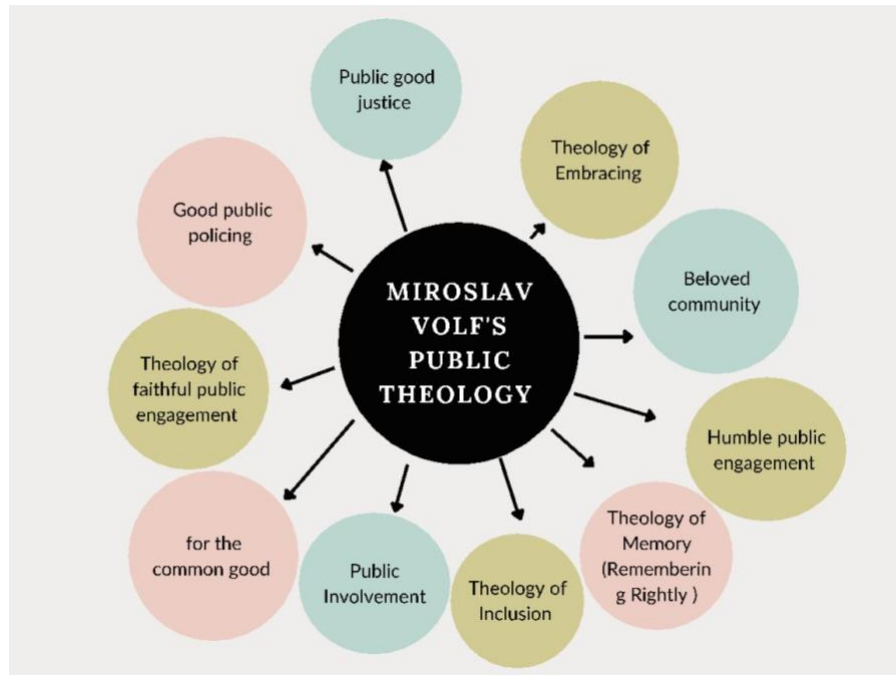 Public good
justice
Theology of
Embracing
Good public
policing
Beloved
community
MIROSLAV
VOLF'S
PUBLIC
THEOLOGY
Theology of
faithful public
engagement
Humble public
engagement
for the
common good
Public
Involvement
Theology of
Inclusion
Theology of
Memory
(Rememberin
g Rightly )